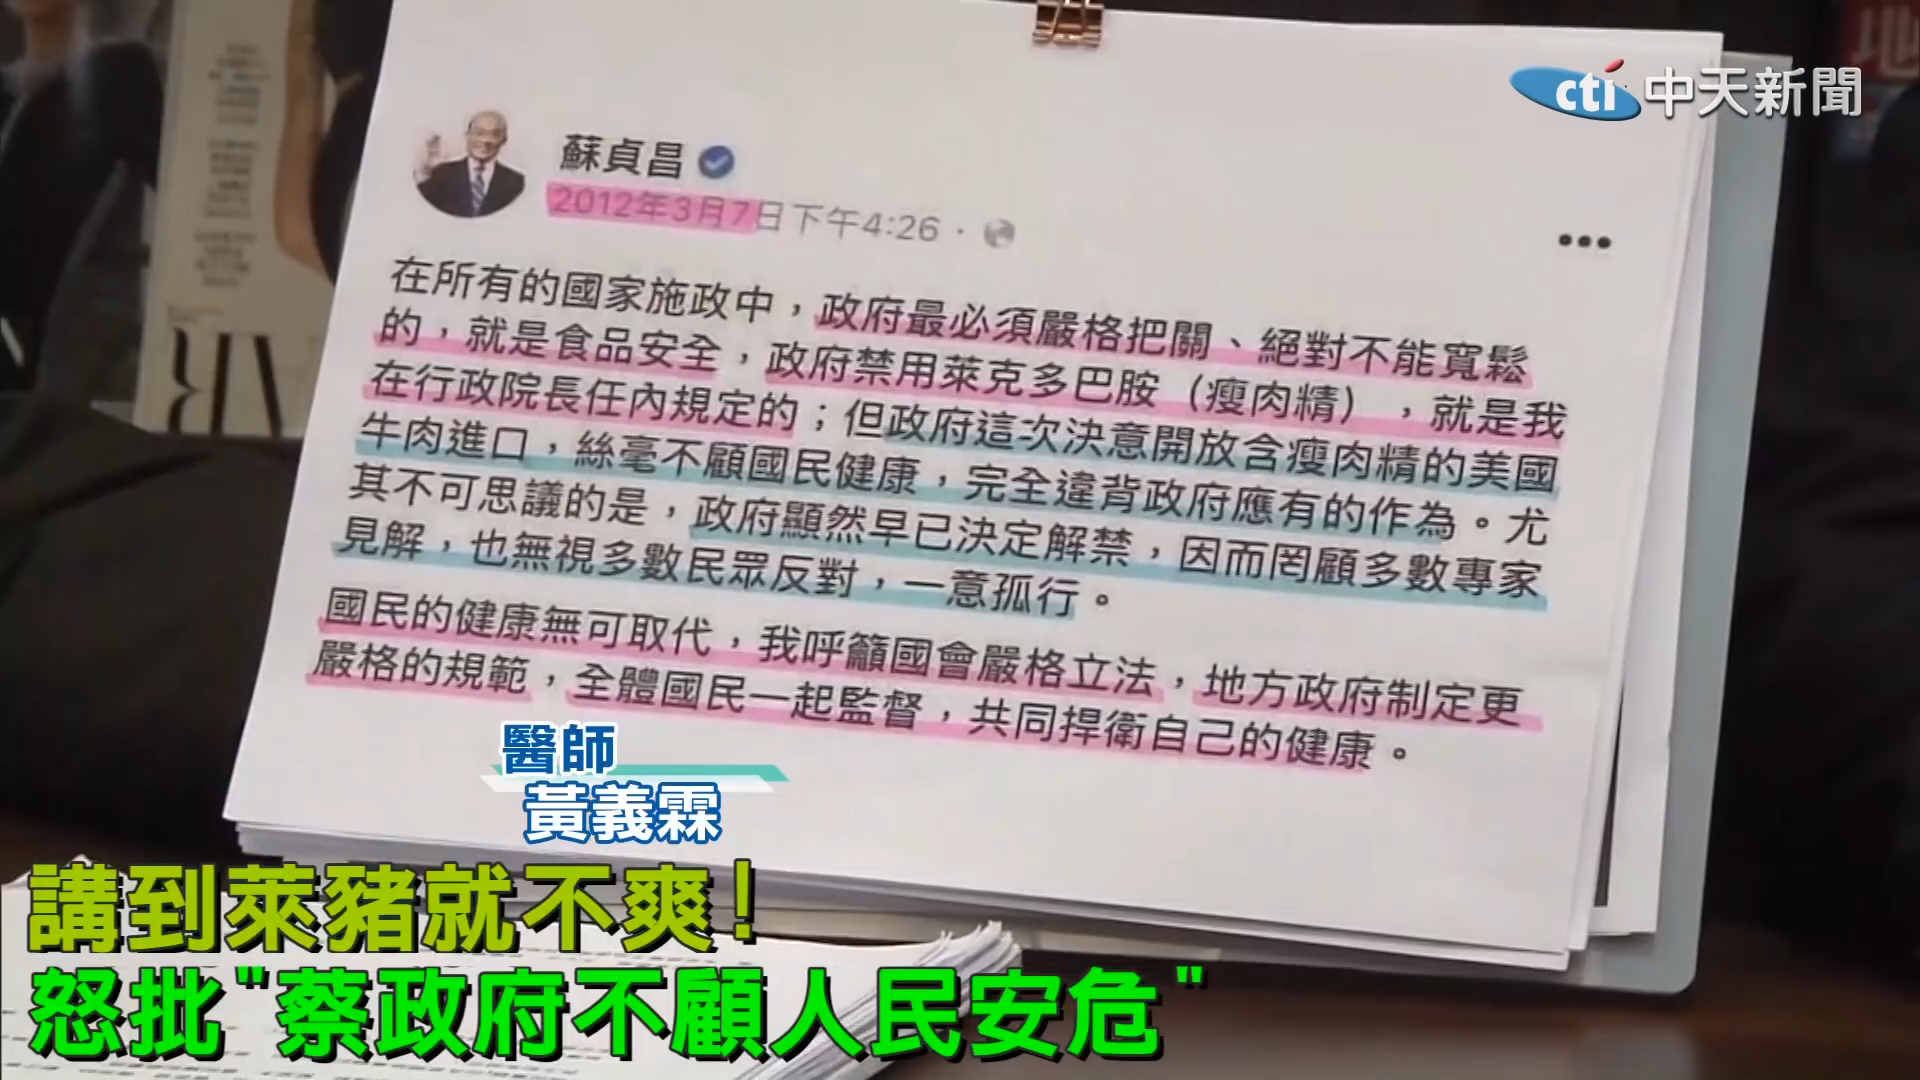 cti 中天新聞
地
蘇貞昌
2012年3月7日下午4:26 ·
在所有的國家施政中，政府最必須嚴格把關、絕對不能寬鬆
的，就是食品安全，政府禁用萊克多巴胺（瘦肉精），就是我
在行政院長任內規定的；但政府這次決意開放含瘦肉精的美國
牛肉進口，絲毫不顧國民健康，完全違背政府應有的作為。尤
其不可思議的是，政府顯然早已決定解禁，因而罔顧多數專家
見解，也無視多數民眾反對，一意孤行。
國民的健康無可取代，我呼籲國會嚴格立法，地方政府制定更
嚴格的規範，全體國民一起監督，共同捍衛自己的健康。
醫師
黃義霖
講到萊豬就不爽!
怒批"蔡政府不顧人民安危"